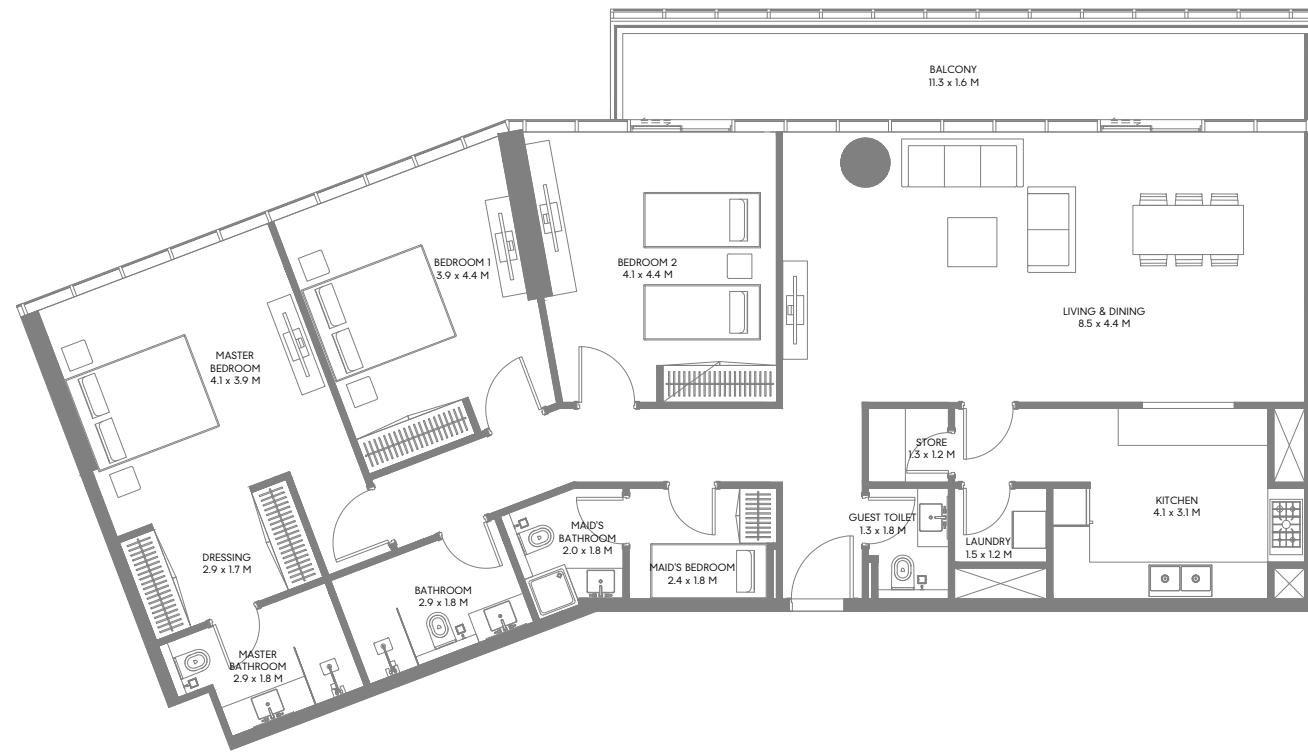 BALCONY
11.3 x 1.6 M
BEDROOM 1
3.9 x 4.4 M
BEDROOM 2
4.1 x 4.4 M
LIVING & DINING
8.5 x 4.4 M
MASTER
BEDROOM
4.1 x 3.9 M
STORE
1.3 x 1.2 M
KITCHEN
4.1 x 3.1 M
GUEST TOILET
1.3 x 1.8 M
MAID'S
BATHROOM
2.0 x 1.8 M
LAUNDRY
1.5 x 1.2 M
DRESSING
2.9 x 1.7 M
MAID'S BEDROOM
2.4 x 1.8 M
BATHROOM
2.9 x 1.8 M
MASTER
BATHROOM
2.9 x 1.8 M